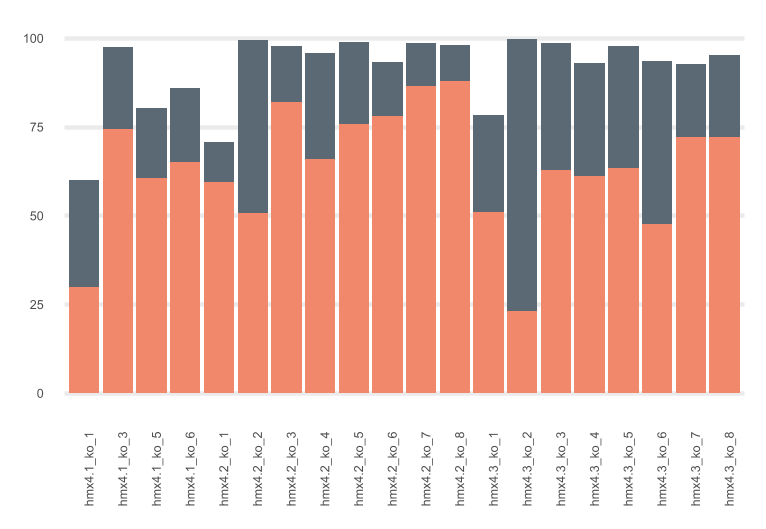 100
75
50
25
0
hmx4.1_ko_1
hmx4.1_ko_3
hmx4.1_ko_5
hmx4.1_ko_6
hmx4.2_ko_1
hmx4.2_ko_2
hmx4.2_ko_3
hmx4.2_ko_4
hmx4.2_ko_5
hmx4.2_ko_6
hmx4.2_ko_7
hmx4.2_ko_8
hmx4.3_ko_1
hmx4.3_ko_2
hmx4.3_ko_3
hmx4.3_ko_4
hmx4.3_ko_5
hmx4.3_ko_6
hmx4.3_ko_7
hmx4.3_ko_8